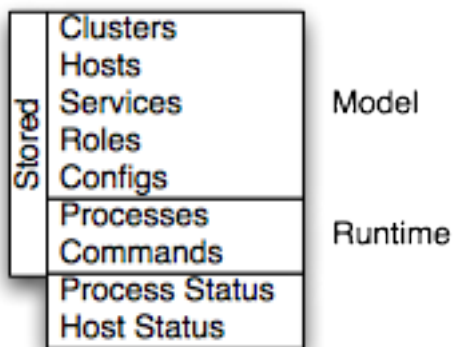 Stored
Clusters
Hosts
Services
Roles
Configs
Model
Processes
Commands
Runtime
Process Status
Host Status